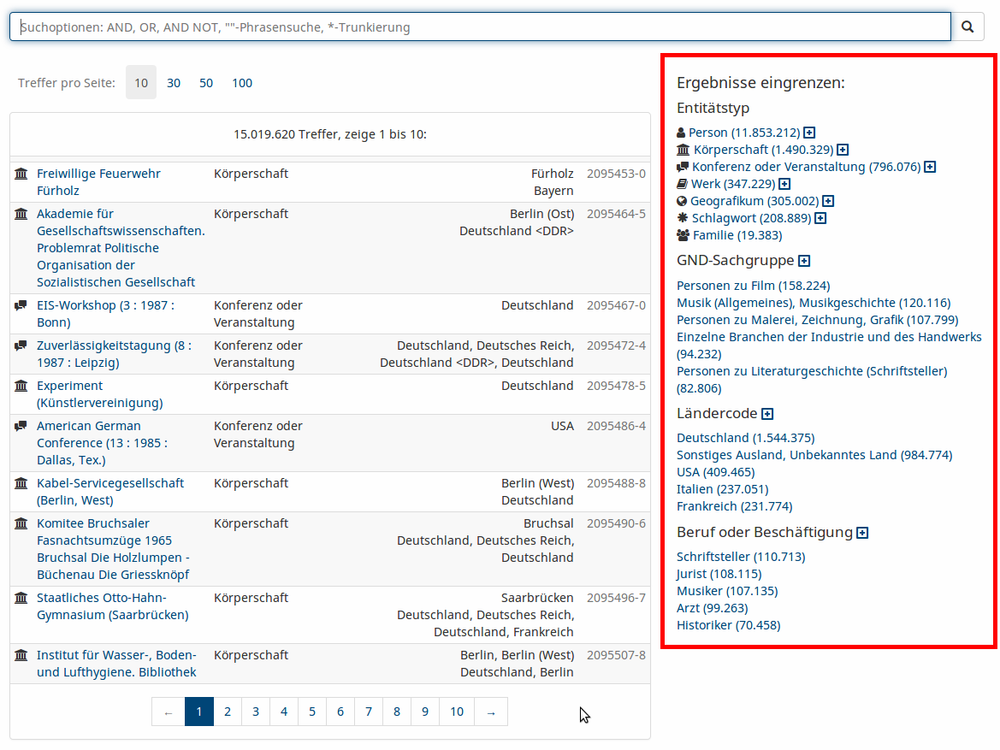 Suchoptionen: AND, OR, AND NOT, ""-Phrasensuche, *-Trunkierung
Treffer pro Seite: 10 30 50 100
15.019.620 Treffer, zeige 1 bis 10:
Freiwillige Feuerwehr Körperschaft Fürholz 2095453-0
Fürholz Bayern
Akademie für Körperschaft Berlin (Ost) 2095464-5
Gesellschaftswissenschaften. Deutschland <DDR>
Problemrat Politische
Organisation der
Sozialistischen Gesellschaft
EIS-Workshop (3 : 1987 : Konferenz oder Deutschland 2095467-0
Bonn) Veranstaltung
Zuverlässigkeitstagung (8 : Konferenz oder Deutschland, Deutsches Reich, 2095472-4
1987 : Leipzig) Veranstaltung Deutschland <DDR>, Deutschland
Experiment Körperschaft Deutschland 2095478-5
(Künstlervereinigung)
American German Konferenz oder USA 2095486-4
Conference (13 : 1985 : Veranstaltung
Dallas, Tex.)
Kabel-Servicegesellschaft Körperschaft Berlin (West) 2095488-8
(Berlin, West) Deutschland
Komitee Bruchsaler Körperschaft Bruchsal 2095490-6
Fasnachtsumzüge 1965 Deutschland, Deutsches Reich,
Bruchsal Die Holzlumpen - Deutschland
Büchenau Die Griessknöpf
Staatliches Otto-Hahn- Körperschaft Saarbrücken 2095496-7
Gymnasium (Saarbrücken) Deutschland, Deutsches Reich,
Deutschland, Frankreich
Institut für Wasser-, Boden- Körperschaft Berlin, Berlin (West) 2095507-8
und Lufthygiene. Bibliothek Deutschland, Berlin
← 1 2 3 4 5 6 7 8 9 10 →
Ergebnisse eingrenzen:
Entitätstyp
Person (11.853.212)
Körperschaft (1.490.329)
Konferenz oder Veranstaltung (796.076)
Werk (347.229)
Geografikum (305.002)
Schlagwort (208.889)
Familie (19.383)
GND-Sachgruppe
Personen zu Film (158.224)
Musik (Allgemeines), Musikgeschichte (120.116)
Personen zu Malerei, Zeichnung, Grafik (107.799)
Einzelne Branchen der Industrie und des Handwerks
(94.232)
Personen zu Literaturgeschichte (Schriftsteller)
(82.806)
Ländercode
Deutschland (1.544.375)
Sonstiges Ausland, Unbekanntes Land (984.774)
USA (409.465)
Italien (237.051)
Frankreich (231.774)
Beruf oder Beschäftigung
Schriftsteller (110.713)
Jurist (108.115)
Musiker (107.135)
Arzt (99.263)
Historiker (70.458)